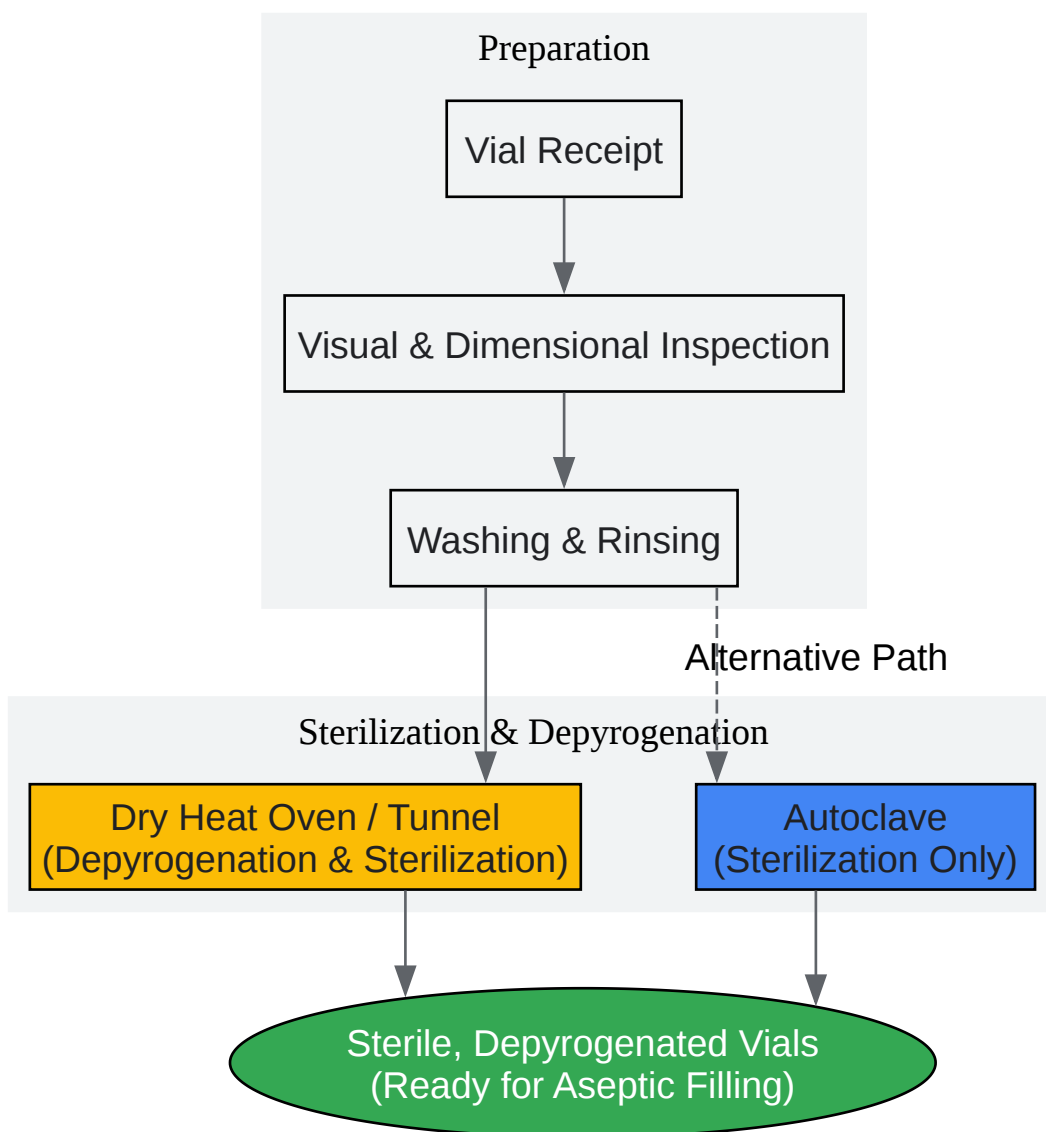 Preparation
Vial Receipt
Visual & Dimensional Inspection
Washing & Rinsing
Alternative Path
Sterilization & Depyrogenation
Dry Heat Oven / Tunnel
(Depyrogenation & Sterilization)
Autoclave
(Sterilization Only)
Sterile, Depyrogenated Vials
(Ready for Aseptic Filling)